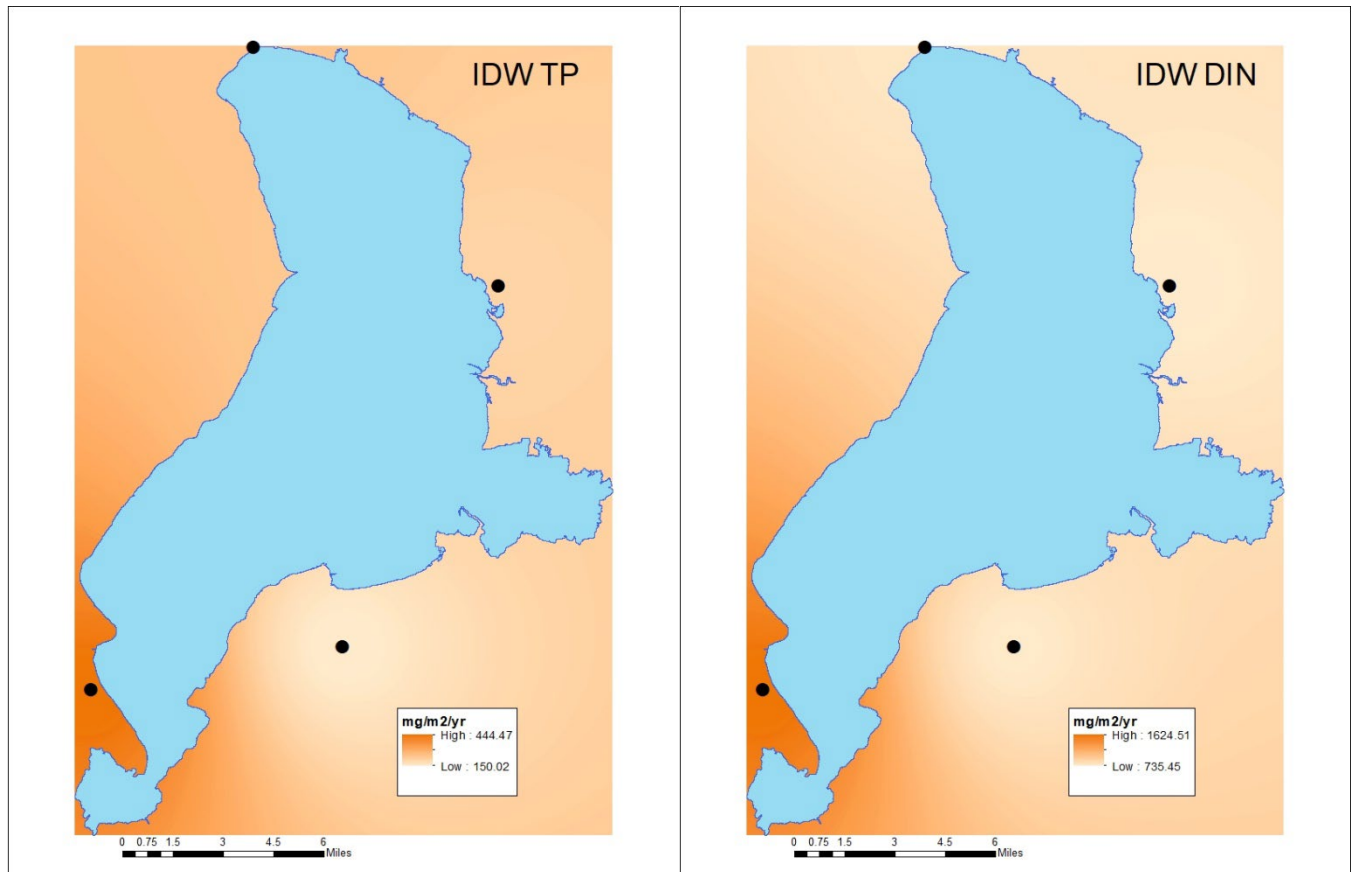 IDW TP
mg/m2/yr
High : 444.47
Low : 150.02
0 0.75 1.5 3 4.5 6
Miles
IDW DIN
mg/m2/yr
High : 1624.51
Low : 735.45
0 0.75 1.5 3 4.5 6
Miles